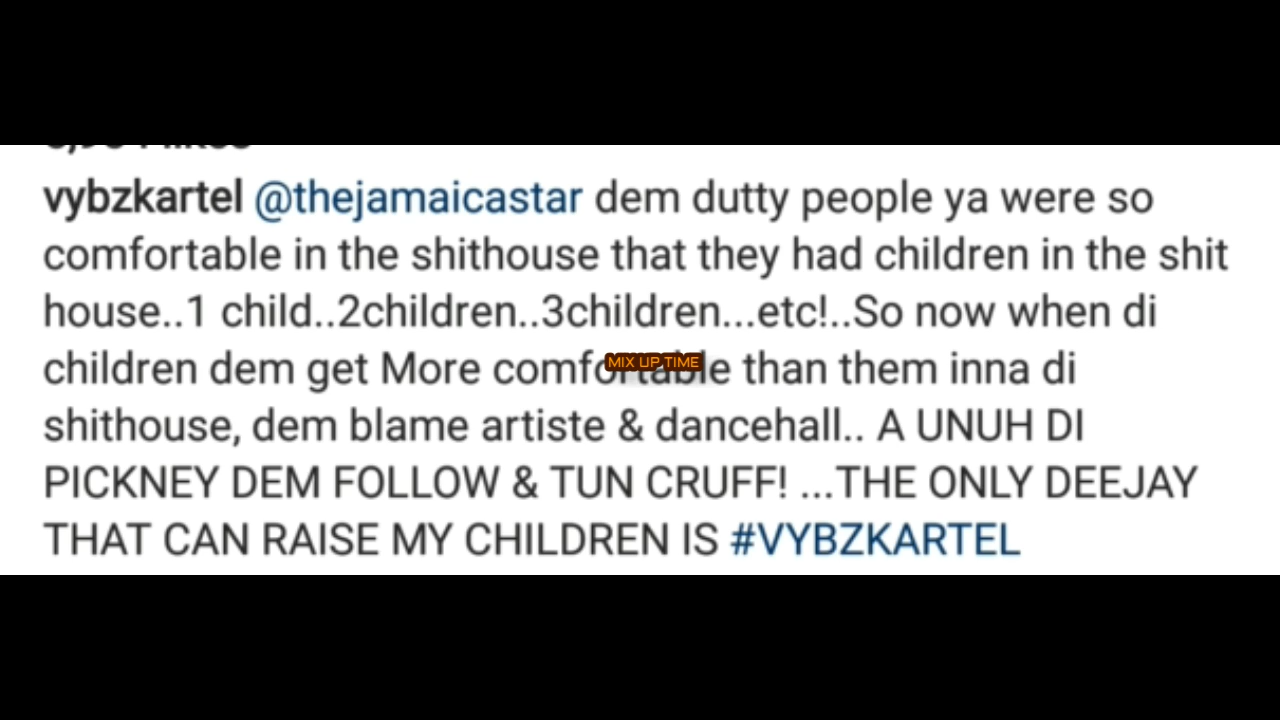 vybzkartel @thejamaicastar dem dutty people ya were so
comfortable in the shithouse that they had children in the shit
house..1 child..2children..3children...etc!..So now when di
children dem get More comfortable than them inna di
MIX UP TIME
shithouse, dem blame artiste & dancehall.. A UNUH DI
PICKNEY DEM FOLLOW & TUN CRUFF! ...THE ONLY DEEJAY
THAT CAN RAISE MY CHILDREN IS #VYBZKARTEL